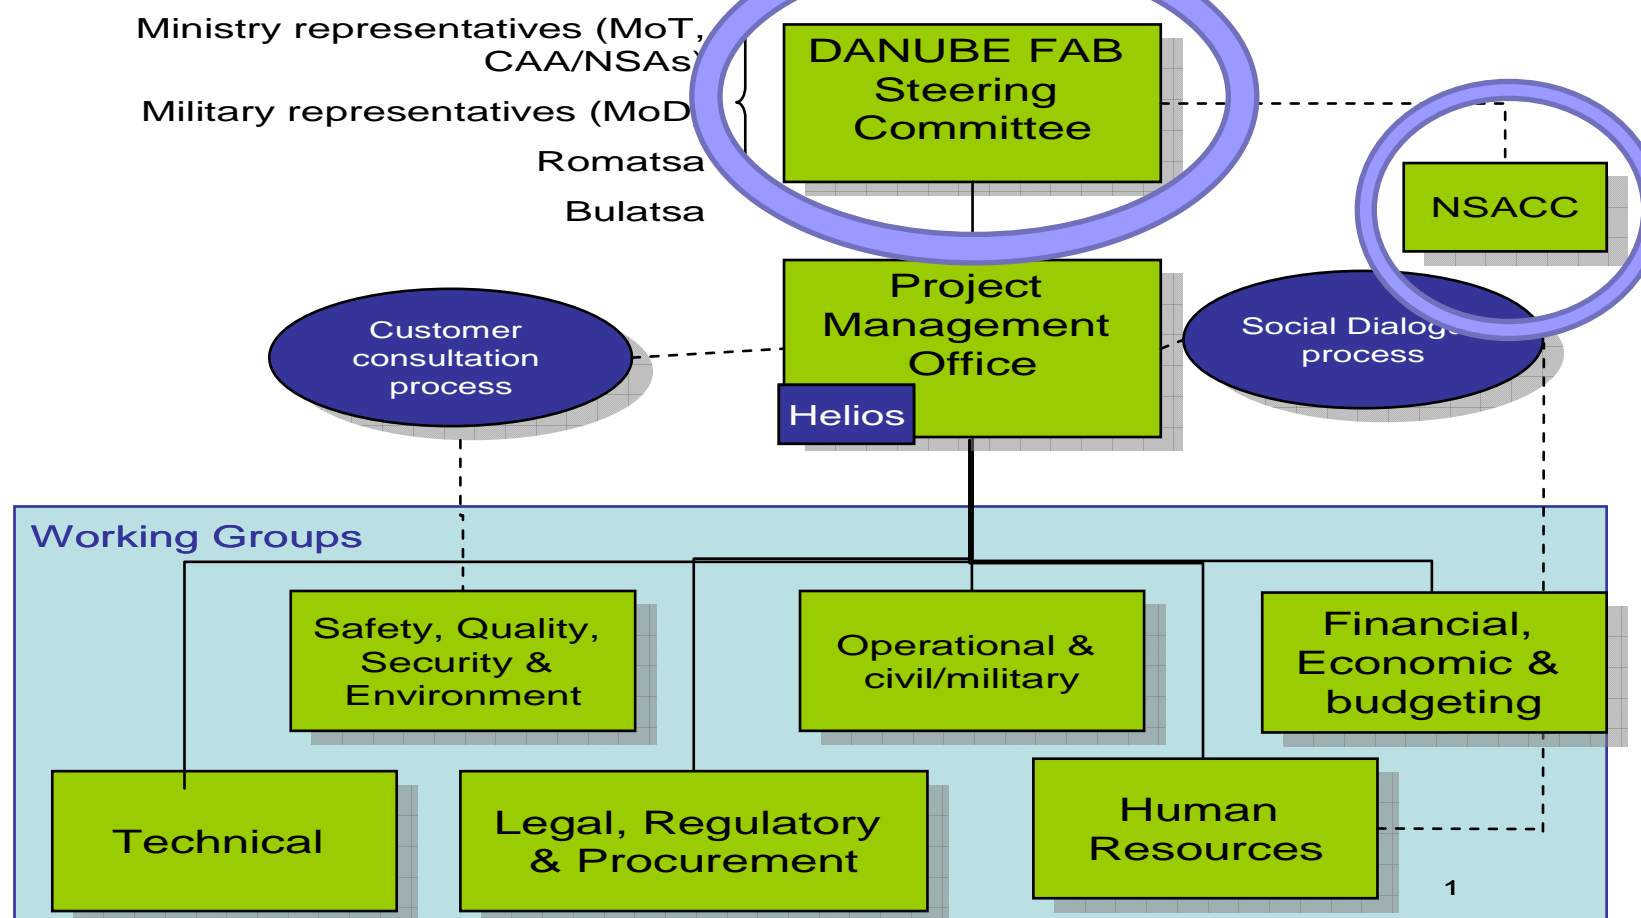 Ministry representatives (MoT,
CAA/NSAs)
Military representatives (MoD
Romatsa
Bulatsa
DANUBE FAB
Steering
Committee
NSACC
Project
Management
Office
Helios
Customer
consultation
process
Social Dialog
process
Working Groups
Safety, Quality,
Security &
Environment
Operational &
civil/military
Financial,
Economic &
budgeting
Technical
Legal, Regulatory
& Procurement
Human
Resources
1